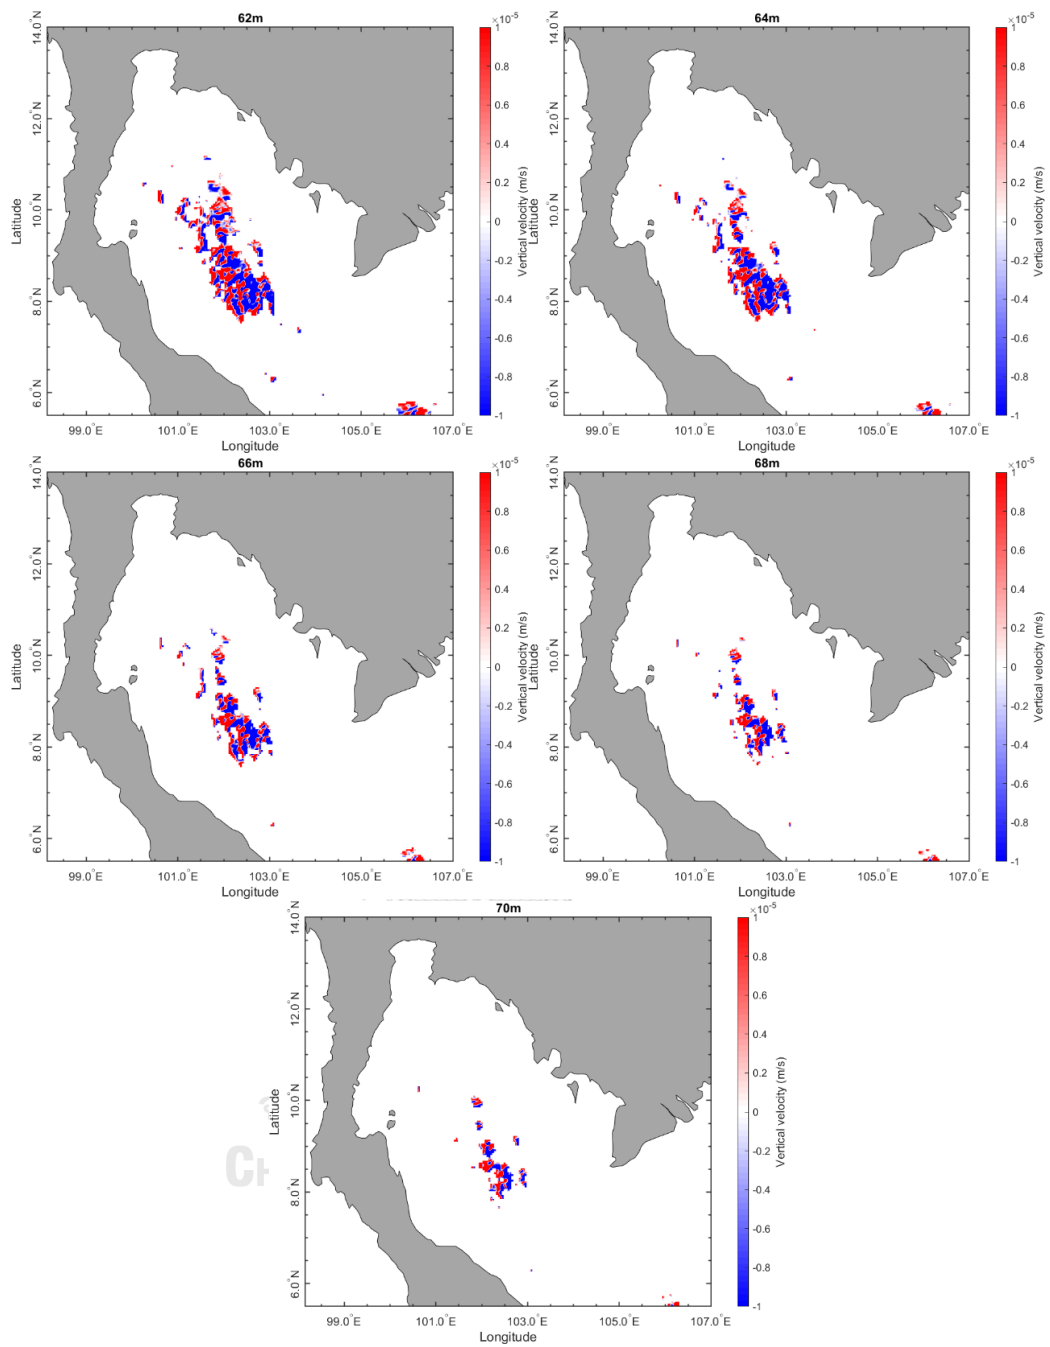 62m
×10⁻⁵
14.0°N
12.0°N
10.0°N
8.0°N
6.0°N
Latitude
99.0°E
101.0°E
103.0°E
105.0°E
107.0°E
Longitude
1
0.8
0.6
0.4
0.2
0
-0.2
-0.4
-0.6
-0.8
-1
Vertical velocity (m/s)
64m
×10⁻⁵
14.0°N
12.0°N
10.0°N
8.0°N
6.0°N
Latitude
99.0°E
101.0°E
103.0°E
105.0°E
107.0°E
Longitude
1
0.8
0.6
0.4
0.2
0
-0.2
-0.4
-0.6
-0.8
-1
Vertical velocity (m/s)
66m
×10⁻⁵
14.0°N
12.0°N
10.0°N
8.0°N
6.0°N
Latitude
99.0°E
101.0°E
103.0°E
105.0°E
107.0°E
Longitude
1
0.8
0.6
0.4
0.2
0
-0.2
-0.4
-0.6
-0.8
-1
Vertical velocity (m/s)
68m
×10⁻⁵
14.0°N
12.0°N
10.0°N
8.0°N
6.0°N
Latitude
99.0°E
101.0°E
103.0°E
105.0°E
107.0°E
Longitude
1
0.8
0.6
0.4
0.2
0
-0.2
-0.4
-0.6
-0.8
-1
Vertical velocity (m/s)
70m
×10⁻⁵
14.0°N
12.0°N
10.0°N
8.0°N
6.0°N
Latitude
99.0°E
101.0°E
103.0°E
105.0°E
107.0°E
Longitude
1
0.8
0.6
0.4
0.2
0
-0.2
-0.4
-0.6
-0.8
-1
Vertical velocity (m/s)